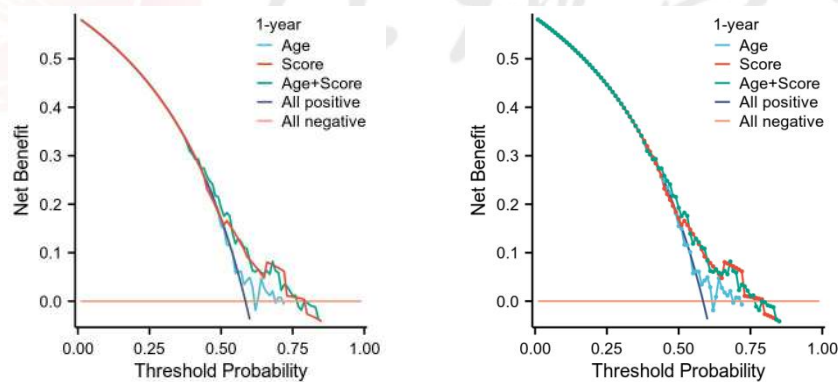 1-year
Age
Score
Age+Score
All positive
All negative
0.5
0.4
0.3
0.2
0.1
0.0
Net Benefit
0.00 0.25 0.50 0.75 1.00
Threshold Probability
1-year
Age
Score
Age+Score
All positive
All negative
0.5
0.4
0.3
0.2
0.1
0.0
Net Benefit
0.00 0.25 0.50 0.75 1.00
Threshold Probability